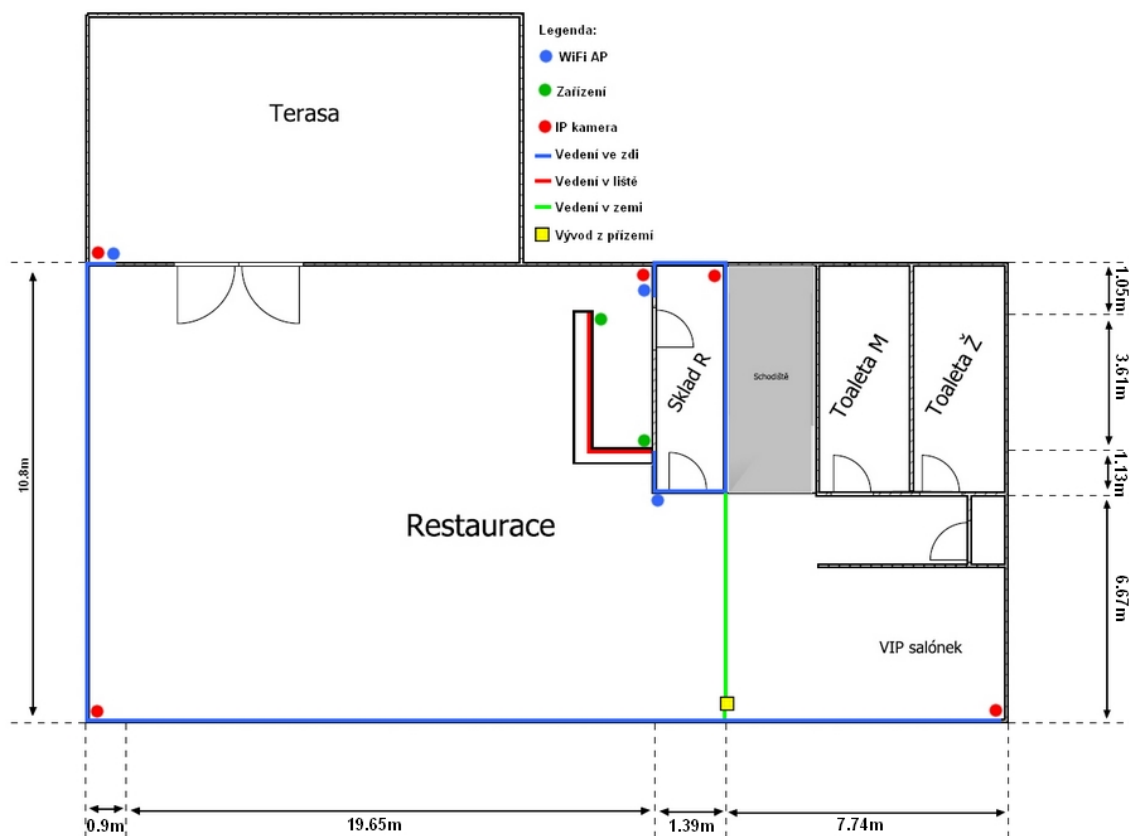 Legenda:
WiFi AP
Zařízení
IP kamera
Vedení ve zdi
Vedení v liště
Vedení v zemi
Vývod z přízemí
Terasa
1.05m
3.61m
1.13m
6.67m
10.8m
Sklad R
Schodiště
Toaleta M
Toaleta Ž
Restaurace
VIP salónek
0.9m
19.65m
1.39m
7.74m